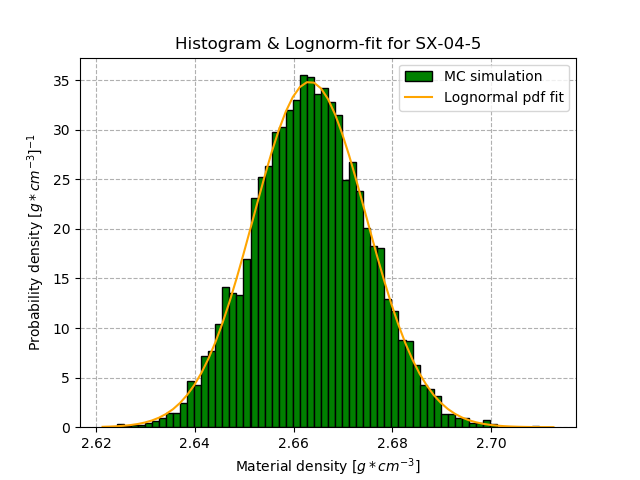 Histogram & Lognorm-fit for SX-04-5
MC simulation
Lognormal pdf fit
35
30
25
20
15
10
5
0
Probability density [g * cm⁻³]⁻¹
2.62 2.64 2.66 2.68 2.70
Material density [g * cm⁻³]